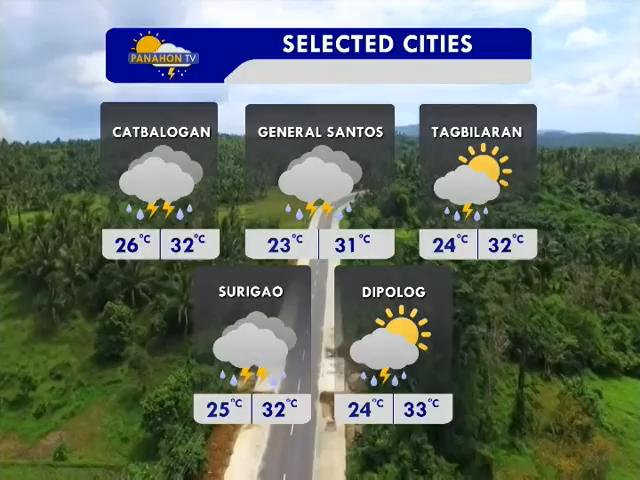 PANAHON TV
SELECTED CITIES
CATBALOGAN
26°C 32°C
GENERAL SANTOS
23°C 31°C
TAGBILARAN
24°C 32°C
SURIGAO
25°C 32°C
DIPOLOG
24°C 33°C